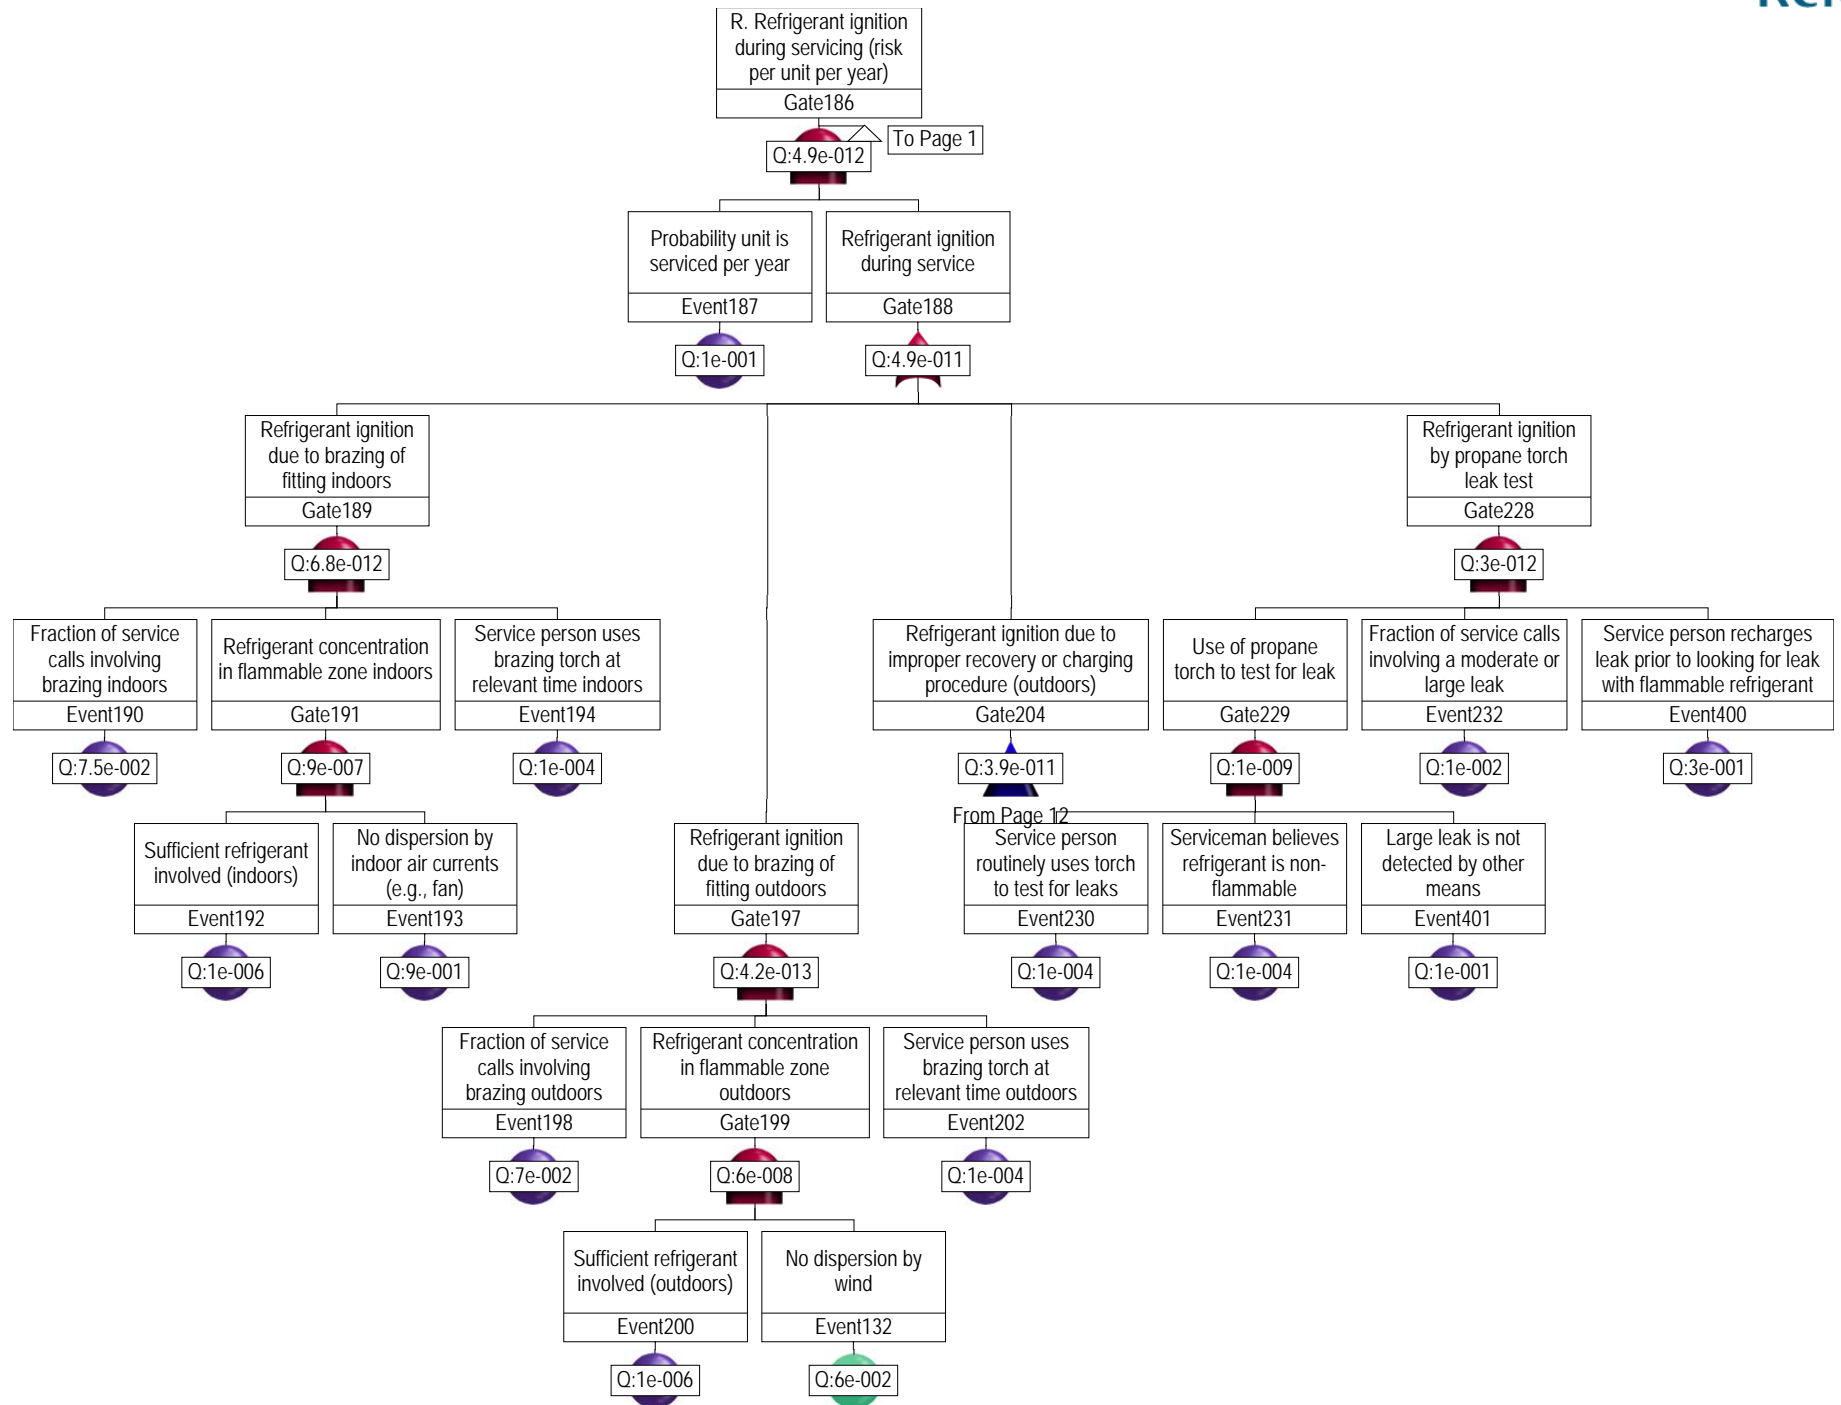 R. Refrigerant ignition
during servicing (risk
per unit per year)
Gate186
To Page 1
Q:4.9e-012
Probability unit is
serviced per year
Event187
Q:1e-001
Refrigerant ignition
during service
Gate188
Q:4.9e-011
Refrigerant ignition
due to brazing of
fitting indoors
Gate189
Q:6.8e-012
Refrigerant ignition
by propane torch
leak test
Gate228
Q:3e-012
Fraction of service
calls involving
brazing indoors
Event190
Q:7.5e-002
Refrigerant concentration
in flammable zone indoors
Gate191
Q:9e-007
Service person uses
brazing torch at
relevant time indoors
Event194
Q:1e-004
Refrigerant ignition due to
improper recovery or charging
procedure (outdoors)
Gate204
Q:3.9e-011
From Page 12
Use of propane
torch to test for leak
Gate229
Q:1e-009
Fraction of service calls
involving a moderate or
large leak
Event232
Q:1e-002
Service person recharges
leak prior to looking for leak
with flammable refrigerant
Event400
Q:3e-001
Sufficient refrigerant
involved (indoors)
Event192
Q:1e-006
No dispersion by
indoor air currents
(e.g., fan)
Event193
Q:9e-001
Refrigerant ignition
due to brazing of
fitting outdoors
Gate197
Q:4.2e-013
Service person
routinely uses torch
to test for leaks
Event230
Q:1e-004
Serviceman believes
refrigerant is non-
flammable
Event231
Q:1e-004
Large leak is not
detected by other
means
Event401
Q:1e-001
Fraction of service
calls involving
brazing outdoors
Event198
Q:7e-002
Refrigerant concentration
in flammable zone
outdoors
Gate199
Q:6e-008
Service person uses
brazing torch at
relevant time outdoors
Event202
Q:1e-004
Sufficient refrigerant
involved (outdoors)
Event200
Q:1e-006
No dispersion by
wind
Event132
Q:6e-002